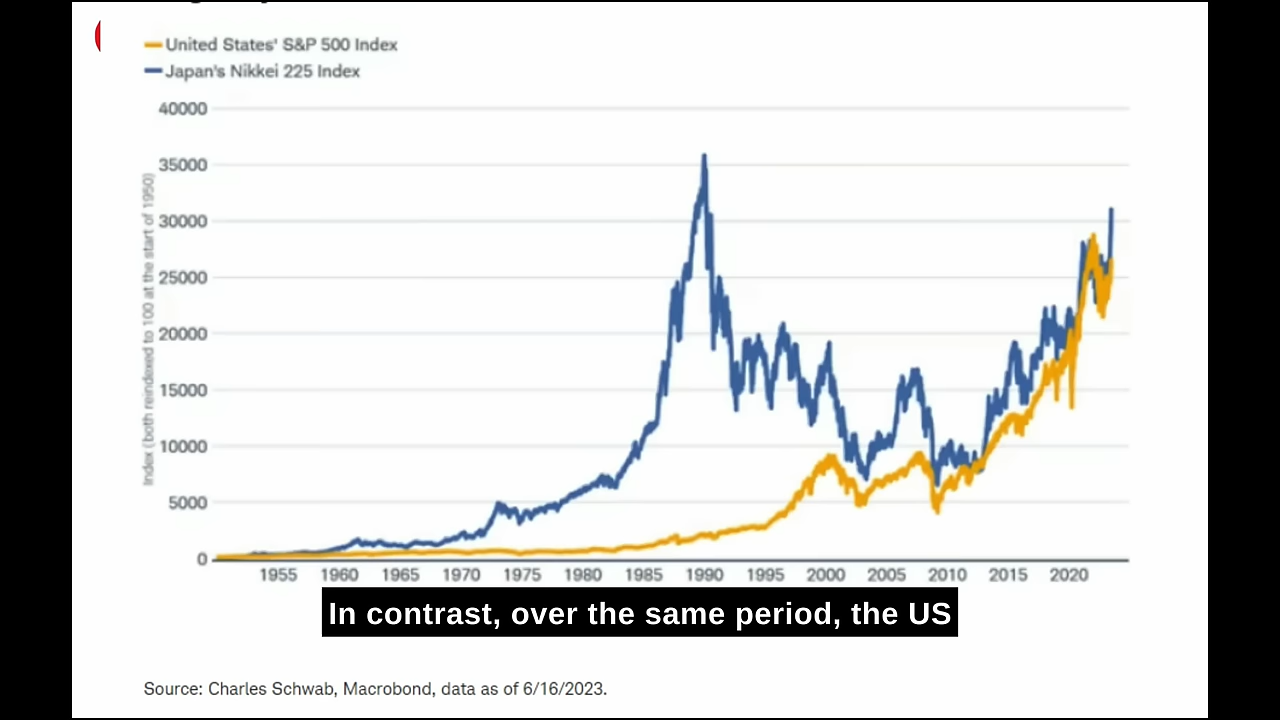 United States' S&P 500 Index
Japan's Nikkei 225 Index
Index (both reindexed to 100 at the start of 1950)
40000
35000
30000
25000
20000
15000
10000
5000
0
1955 1960 1965 1970 1975 1980 1985 1990 1995 2000 2005 2010 2015 2020
In contrast, over the same period, the US
Source: Charles Schwab, Macrobond, data as of 6/16/2023.